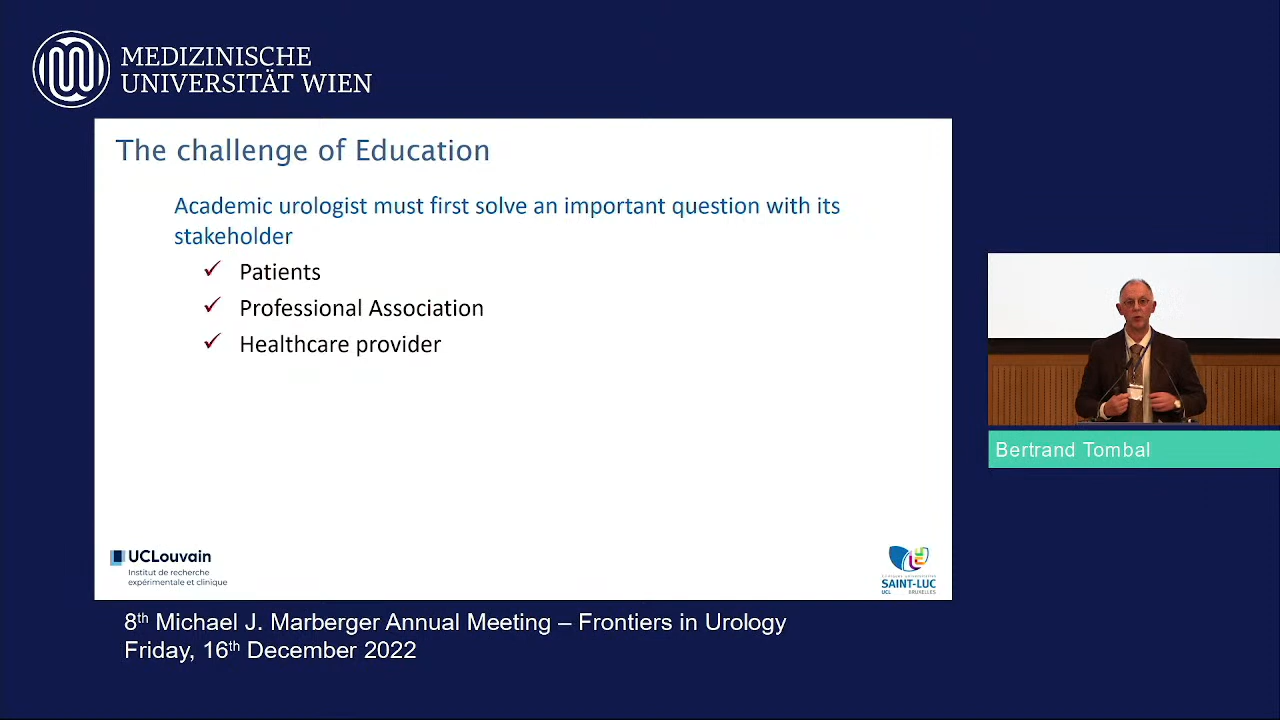 MEDIZINISCHE
UNIVERSITÄT WIEN
The challenge of Education
Academic urologist must first solve an important question with its
stakeholder
✓ Patients
✓ Professional Association
✓ Healthcare provider
Bertrand Tombal
UCLouvain
Institut de recherche
expérimentale et clinique
SAINT-LUC
UCL BRUXELLES
8th Michael J. Marberger Annual Meeting – Frontiers in Urology
Friday, 16th December 2022